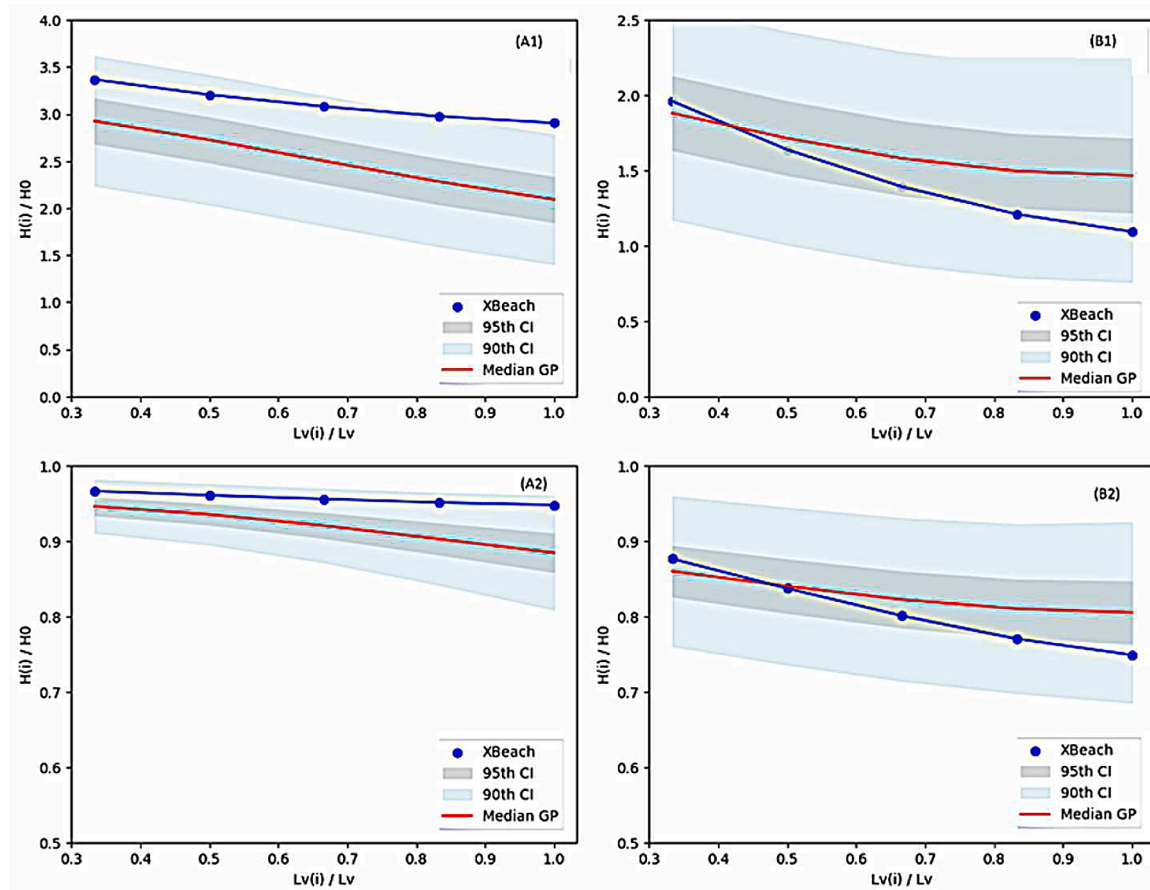 (A1)
H(i) / H0
4.0
3.5
3.0
2.5
2.0
1.5
1.0
0.5
0.0
XBeach
95th CI
90th CI
Median GP
0.3 0.4 0.5 0.6 0.7 0.8 0.9 1.0
Lv(i) / Lv
(B1)
H(i) / H0
2.5
2.0
1.5
1.0
0.5
0.0
XBeach
95th CI
90th CI
Median GP
0.3 0.4 0.5 0.6 0.7 0.8 0.9 1.0
Lv(i) / Lv
(A2)
H(i) / H0
1.0
0.9
0.8
0.7
0.6
0.5
XBeach
95th CI
90th CI
Median GP
0.3 0.4 0.5 0.6 0.7 0.8 0.9 1.0
Lv(i) / Lv
(B2)
H(i) / H0
1.0
0.9
0.8
0.7
0.6
0.5
XBeach
95th CI
90th CI
Median GP
0.3 0.4 0.5 0.6 0.7 0.8 0.9 1.0
Lv(i) / Lv